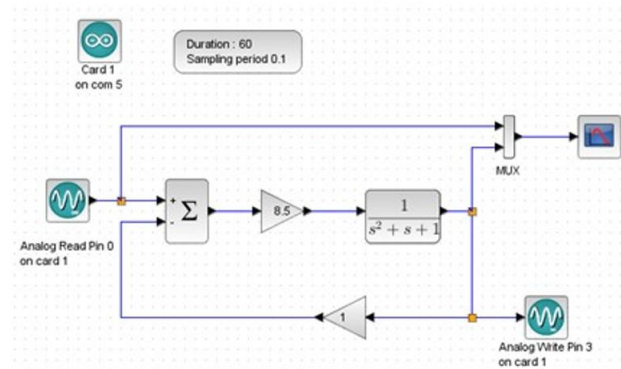 Card 1
on com 5
Duration : 60
Sampling period 0.1
MUX
+
-
Σ
8.5
1
s² + s + 1
Analog Read Pin 0
on card 1
1
Analog Write Pin 3
on card 1